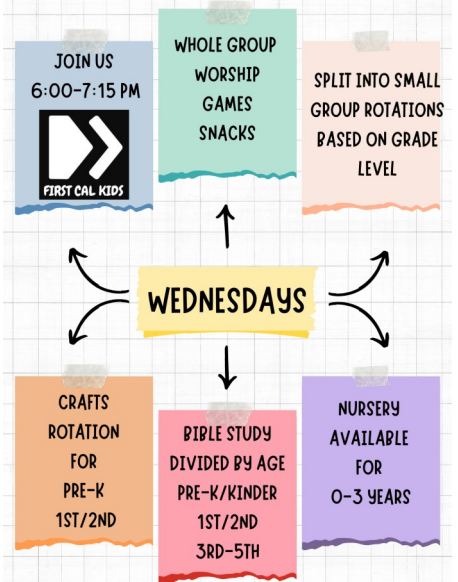 JOIN US
6:00-7:15 PM
FIRST CAL KIDS
WHOLE GROUP
WORSHIP
GAMES
SNACKS
SPLIT INTO SMALL
GROUP ROTATIONS
BASED ON GRADE
LEVEL
WEDNESDAYS
CRAFTS
ROTATION
FOR
PRE-K
1ST/2ND
BIBLE STUDY
DIVIDED BY AGE
PRE-K/KINDER
1ST/2ND
3RD-5TH
NURSERY
AVAILABLE
FOR
0-3 YEARS